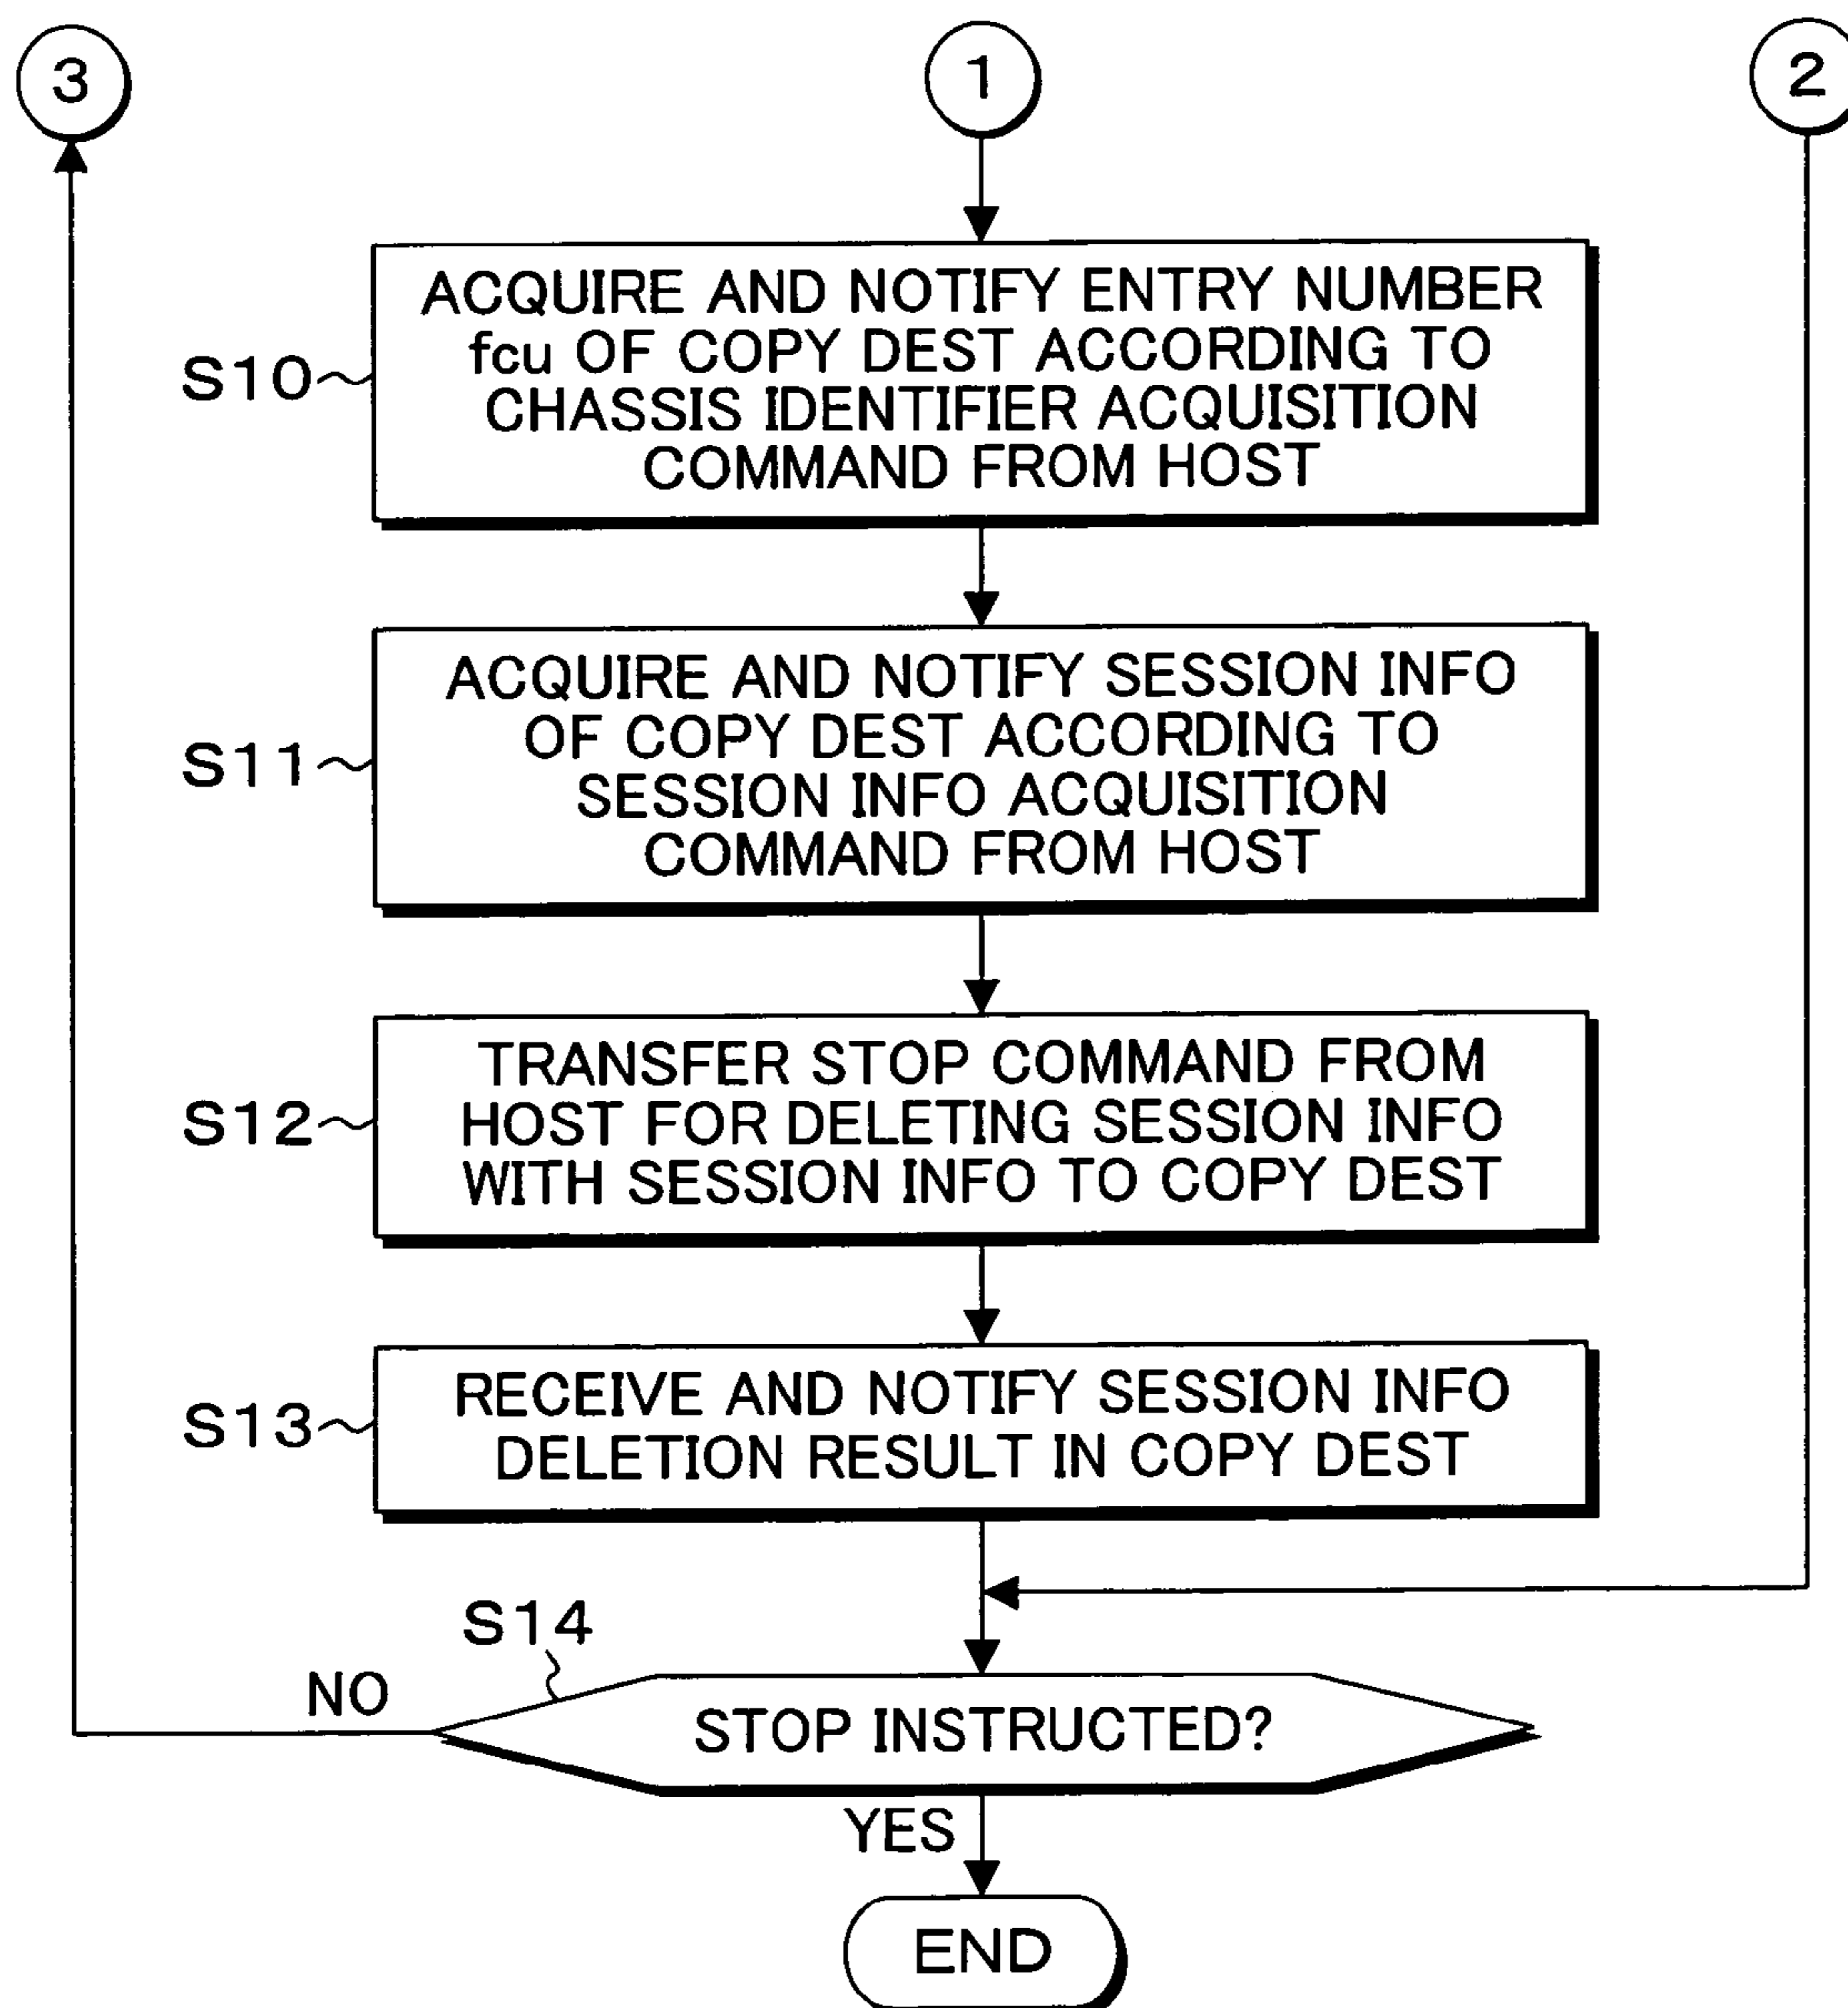 3
1
2
S10
ACQUIRE AND NOTIFY ENTRY NUMBER
fcu OF COPY DEST ACCORDING TO
CHASSIS IDENTIFIER ACQUISITION
COMMAND FROM HOST
S11
ACQUIRE AND NOTIFY SESSION INFO
OF COPY DEST ACCORDING TO
SESSION INFO ACQUISITION
COMMAND FROM HOST
S12
TRANSFER STOP COMMAND FROM
HOST FOR DELETING SESSION INFO
WITH SESSION INFO TO COPY DEST
S13
RECEIVE AND NOTIFY SESSION INFO
DELETION RESULT IN COPY DEST
S14
NO
STOP INSTRUCTED?
YES
END